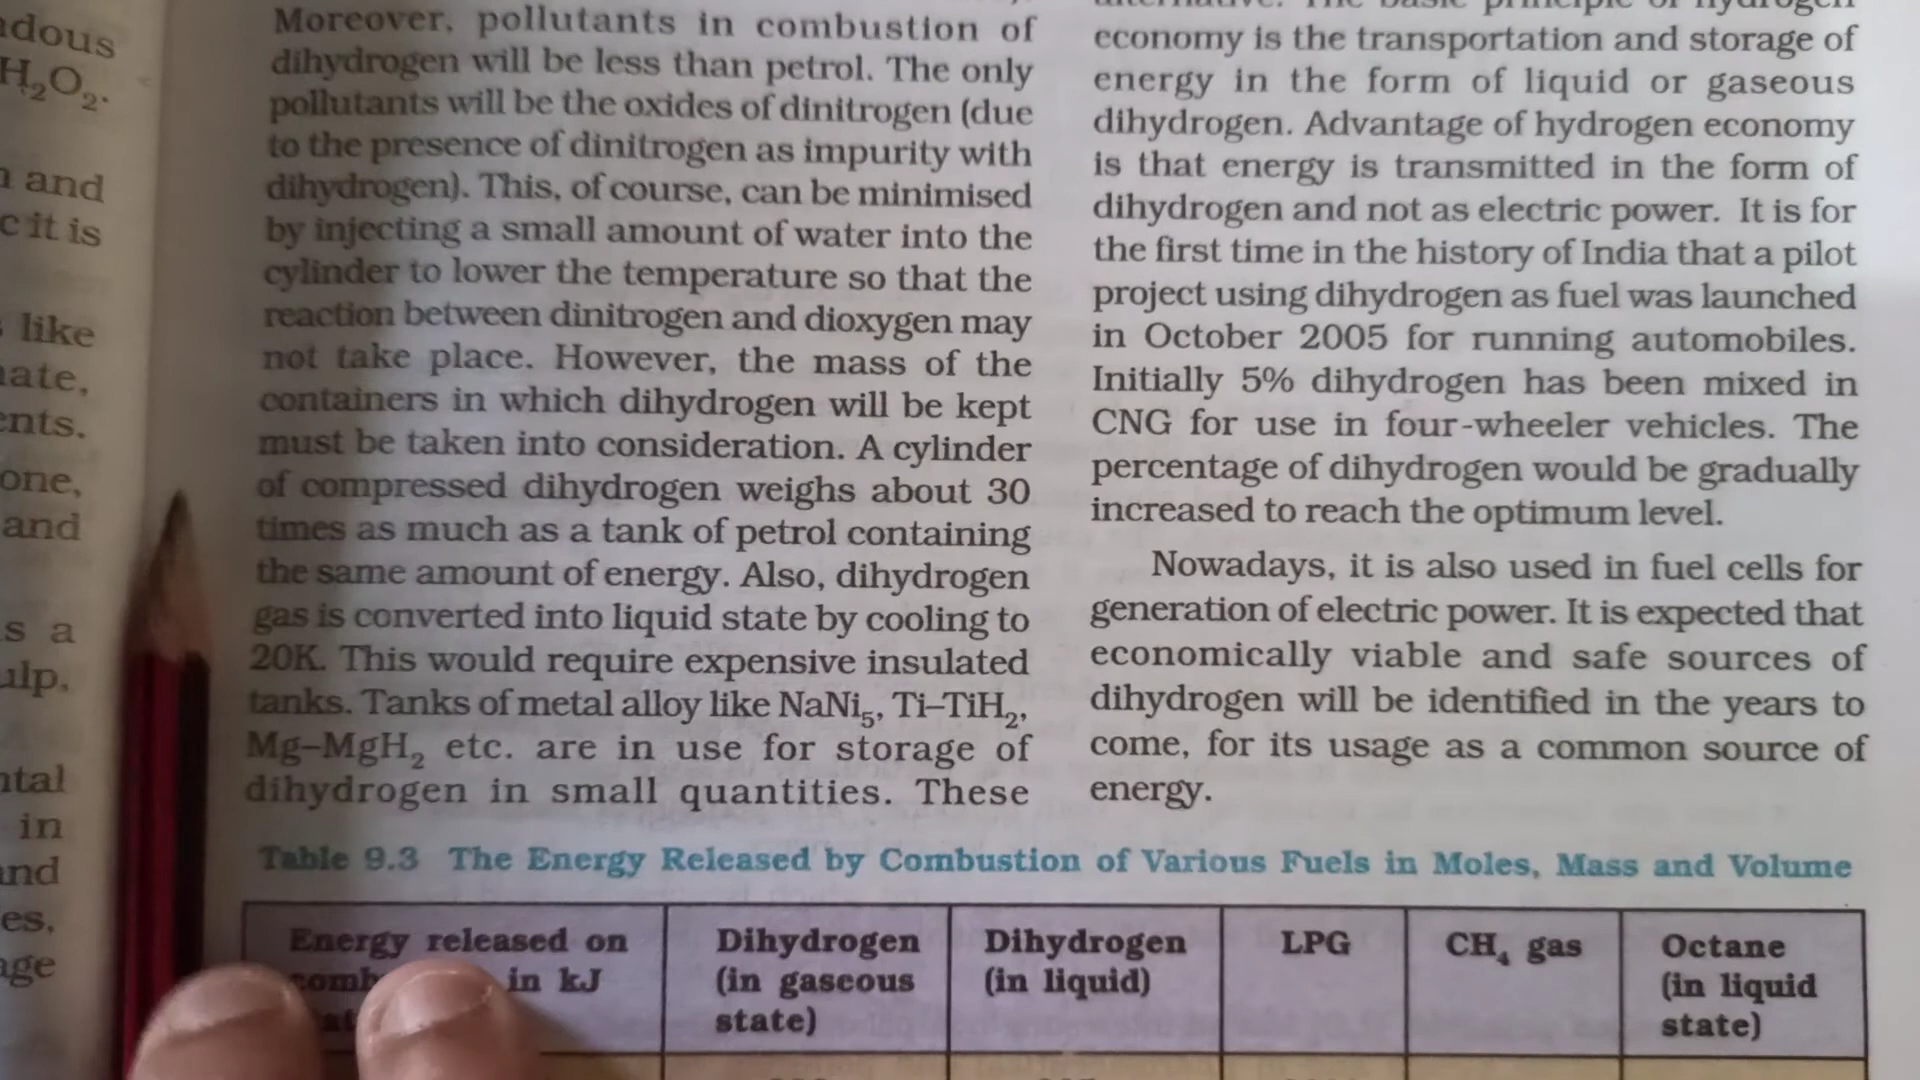 dous
H₂O₂.
and
it is
like
ate,
ents.
one,
and
s a
ulp.
in
and
es,
age
Moreover, pollutants in combustion of
dihydrogen will be less than petrol. The only
pollutants will be the oxides of dinitrogen (due
to the presence of dinitrogen as impurity with
dihydrogen). This, of course, can be minimised
by injecting a small amount of water into the
cylinder to lower the temperature so that the
reaction between dinitrogen and dioxygen may
not take place. However, the mass of the
containers in which dihydrogen will be kept
must be taken into consideration. A cylinder
of compressed dihydrogen weighs about 30
times as much as a tank of petrol containing
the same amount of energy. Also, dihydrogen
gas is converted into liquid state by cooling to
20K. This would require expensive insulated
tanks. Tanks of metal alloy like NaNi₅, Ti–TiH₂,
Mg–MgH₂ etc. are in use for storage of
dihydrogen in small quantities. These
The basic principle of hydrogen
economy is the transportation and storage of
energy in the form of liquid or gaseous
dihydrogen. Advantage of hydrogen economy
is that energy is transmitted in the form of
dihydrogen and not as electric power. It is for
the first time in the history of India that a pilot
project using dihydrogen as fuel was launched
in October 2005 for running automobiles.
Initially 5% dihydrogen has been mixed in
CNG for use in four-wheeler vehicles. The
percentage of dihydrogen would be gradually
increased to reach the optimum level.
Nowadays, it is also used in fuel cells for
generation of electric power. It is expected that
economically viable and safe sources of
dihydrogen will be identified in the years to
come, for its usage as a common source of
energy.
Table 9.3 The Energy Released by Combustion of Various Fuels in Moles, Mass and Volume
Energy released on
in kJ
Dihydrogen
(in gaseous
state)
Dihydrogen
(in liquid)
LPG
CH₄ gas
Octane
(in liquid
state)